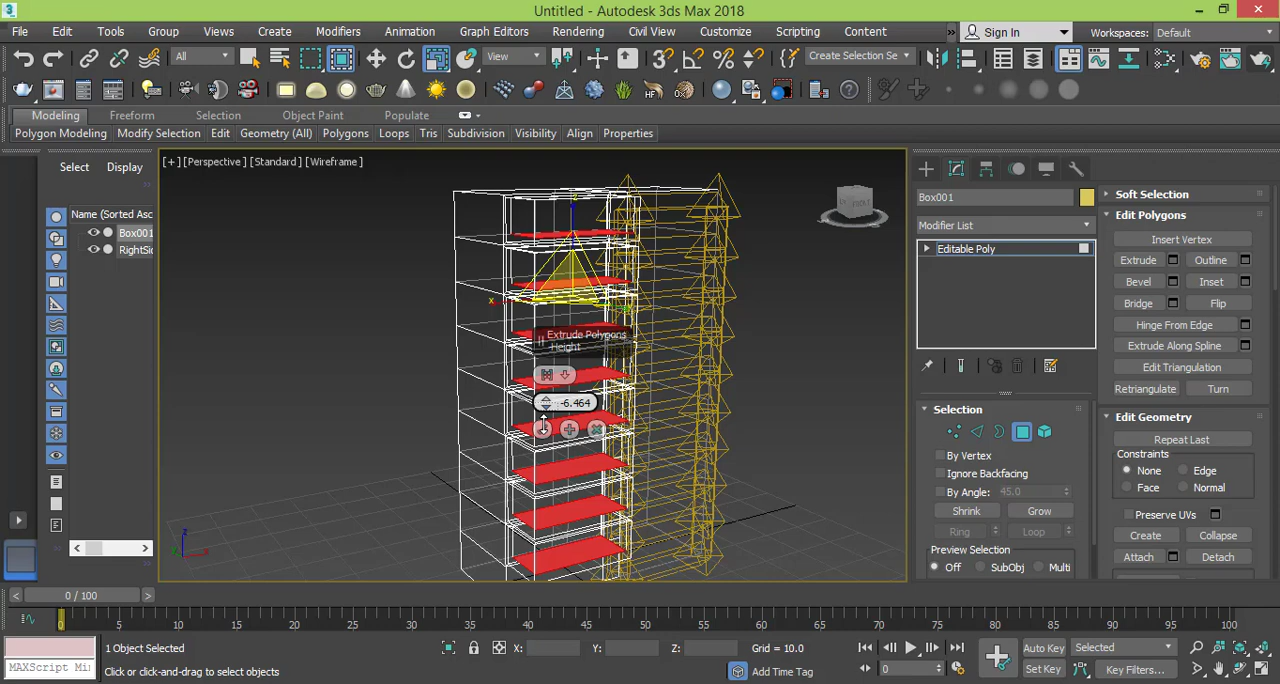 Untitled - Autodesk 3ds Max 2018
File Edit Tools Group Views Create Modifiers Animation Graph Editors Rendering Civil View Customize Scripting Content » Sign In Workspaces: Default
All View Create Selection Se
Modeling Freeform Selection Object Paint Populate
Polygon Modeling Modify Selection Edit Geometry (All) Polygons Loops Tris Subdivision Visibility Align Properties
Select Display
Name (Sorted Asc
Box001
RightSi
[+] [Perspective] [Standard] [Wireframe]
Extrude Polygons
Height
-6.464
Box001
Modifier List
Editable Poly
Selection
By Vertex
Ignore Backfacing
By Angle: 45.0
Shrink Grow
Ring Loop
Preview Selection
Off SubObj Multi
Soft Selection
Edit Polygons
Insert Vertex
Extrude Outline
Bevel Inset
Bridge Flip
Hinge From Edge
Extrude Along Spline
Edit Triangulation
Retriangulate Turn
Edit Geometry
Repeat Last
Constraints
None Edge
Face Normal
Preserve UVs
Create Collapse
Attach Detach
0 / 100
0 5 10 15 20 25 30 35 40 45 50 55 60 65 70 75 80 85 90 95 100
1 Object Selected X: Y: Z: Grid = 10.0 Auto Key Selected
MAXScript Mi Click or click-and-drag to select objects Add Time Tag 0 Set Key Key Filters...